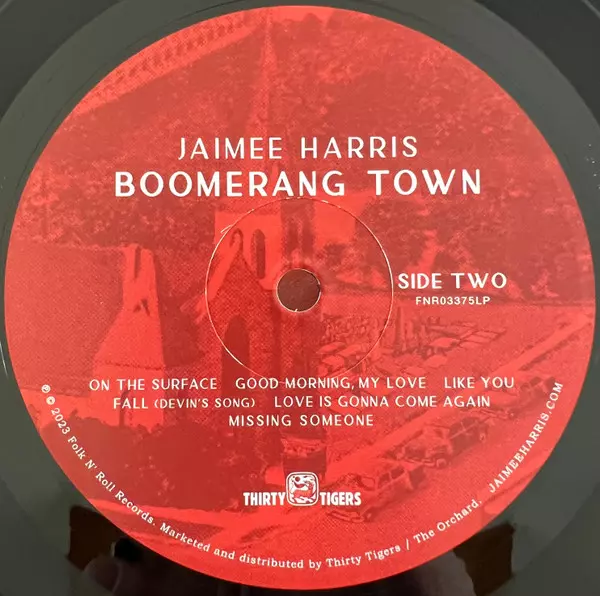 JAIMEE HARRIS
BOOMERANG TOWN
SIDE TWO
FNR03375LP
ON THE SURFACE GOOD MORNING, MY LOVE LIKE YOU
FALL (DEVIN'S SONG) LOVE IS GONNA COME AGAIN
MISSING SOMEONE
THIRTY TIGERS
℗ © 2023 Folk N' Roll Records. Marketed and distributed by Thirty Tigers / The Orchard. JAIMEEHARRIS.COM